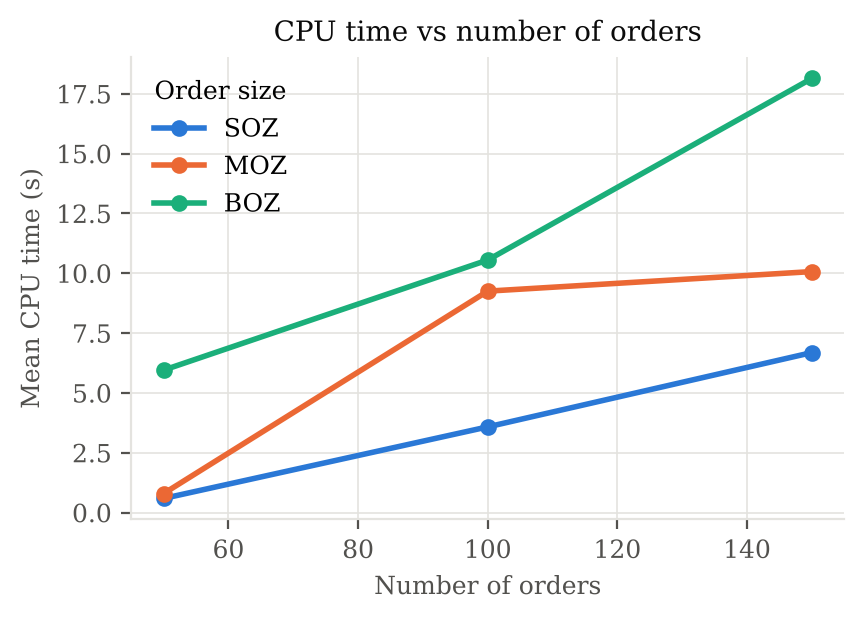 CPU time vs number of orders
Order size
SOZ
MOZ
BOZ
Mean CPU time (s)
17.5
15.0
12.5
10.0
7.5
5.0
2.5
0.0
60 80 100 120 140
Number of orders